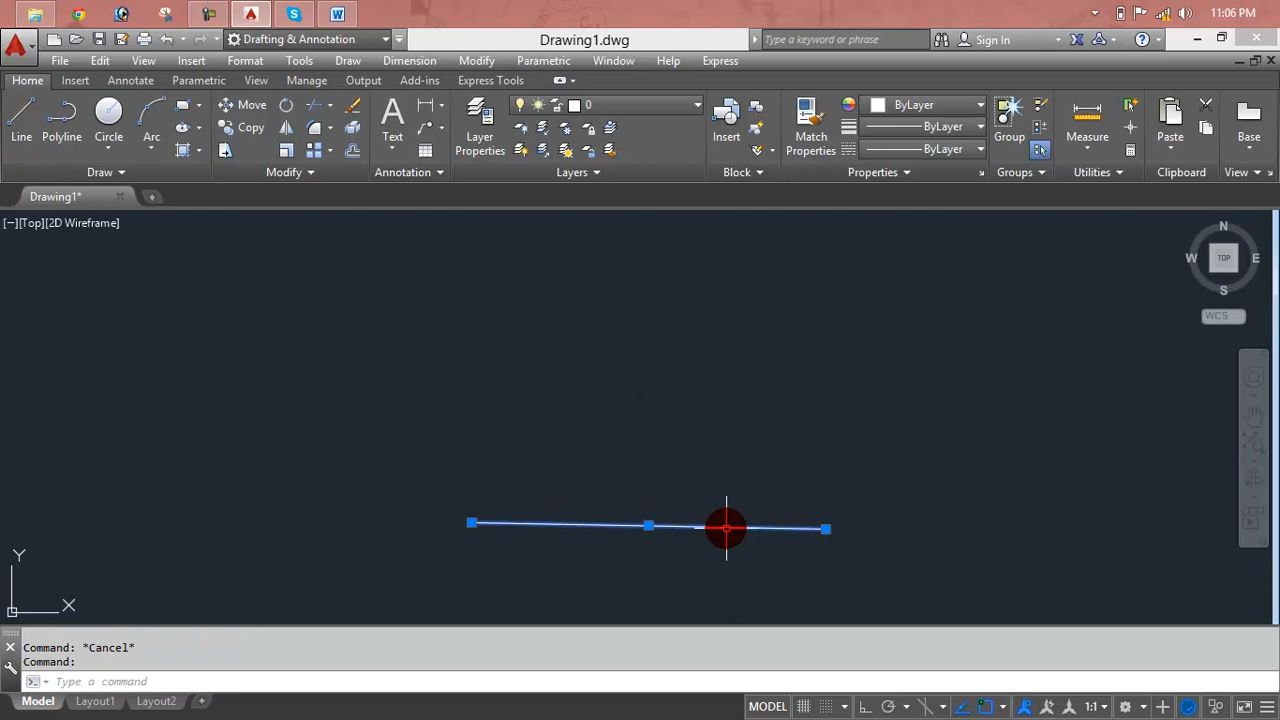 11:06 PM
Drafting & Annotation
Drawing1.dwg
Type a keyword or phrase
Sign In
File Edit View Insert Format Tools Draw Dimension Modify Parametric Window Help Express
Home Insert Annotate Parametric View Manage Output Add-ins Express Tools
Line Polyline Circle Arc
Move
Copy
A
Text
Layer Properties
0
Insert
Match Properties
ByLayer
ByLayer
ByLayer
Group
Measure
Paste
Base
Draw Modify Annotation Layers Block Properties Groups Utilities Clipboard View
Drawing1*
[−][Top][2D Wireframe]
N
W TOP E
S
WCS
Y
X
Command: *Cancel*
Command:
Type a command
Model Layout1 Layout2
MODEL
1:1